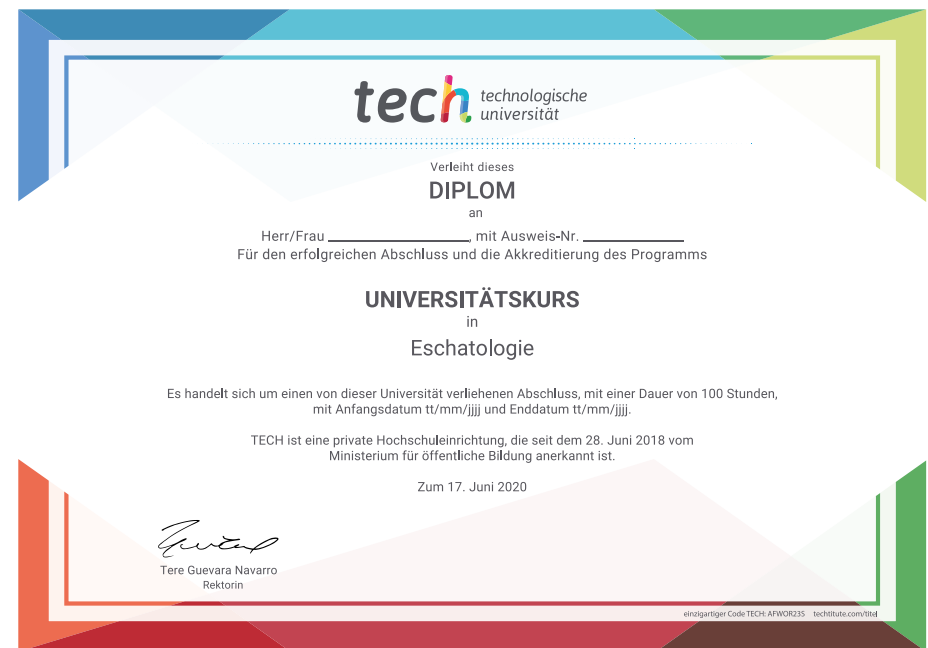 tech technologische
universität
Verleiht dieses
DIPLOM
an
Herr/Frau ____________________, mit Ausweis-Nr. ______________
Für den erfolgreichen Abschluss und die Akkreditierung des Programms
UNIVERSITÄTSKURS
in
Eschatologie
Es handelt sich um einen von dieser Universität verliehenen Abschluss, mit einer Dauer von 100 Stunden,
mit Anfangsdatum tt/mm/jjjj und Enddatum tt/mm/jjjj.
TECH ist eine private Hochschuleinrichtung, die seit dem 28. Juni 2018 vom
Ministerium für öffentliche Bildung anerkannt ist.
Zum 17. Juni 2020
Tere Guevara Navarro
Rektorin
einzigartiger Code TECH: AFWOR23S techtitute.com/titel